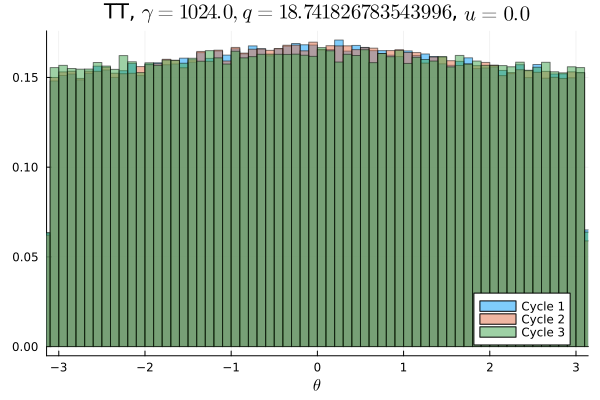 TT, γ = 1024.0, q = 18.741826783543996, u = 0.0
0.15
0.10
0.05
0.00
−3
−2
−1
0
1
2
3
θ
Cycle 1
Cycle 2
Cycle 3